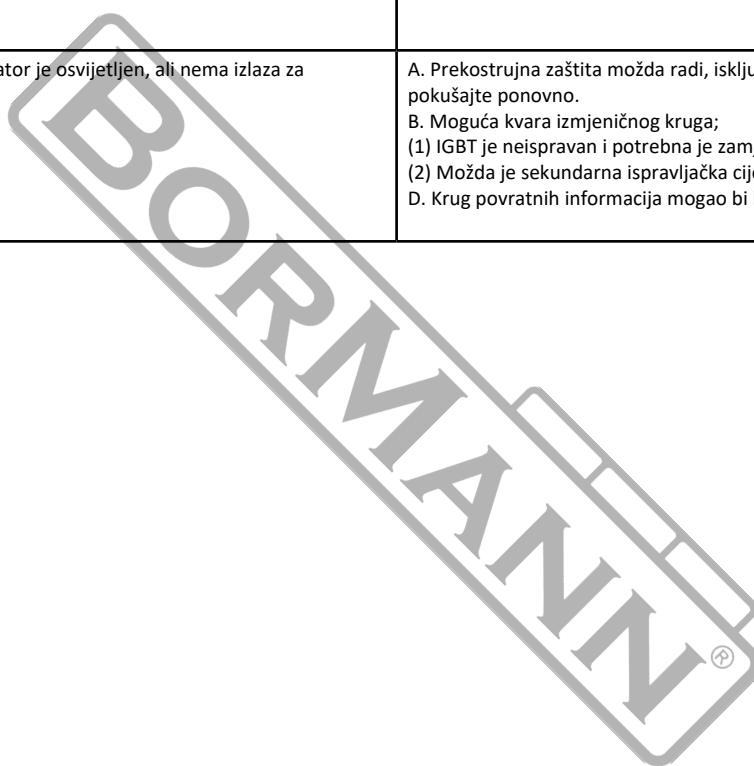 ator je osvijetljen, ali nema izlaza za
A. Prekostrujna zaštita možda radi, isklju
pokušajte ponovno.
B. Moguća kvara izmjeničnog kruga;
(1) IGBT je neispravan i potrebna je zam
(2) Možda je sekundarna ispravljačka cije
D. Krug povratnih informacija mogao bi
BORMANN®